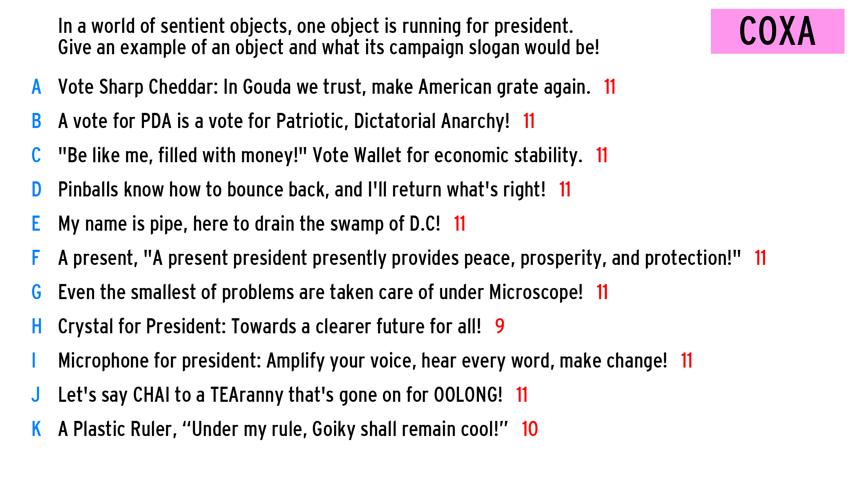 In a world of sentient objects, one object is running for president.
Give an example of an object and what its campaign slogan would be!
COXA
A Vote Sharp Cheddar: In Gouda we trust, make American grate again. 11
B A vote for PDA is a vote for Patriotic, Dictatorial Anarchy! 11
C "Be like me, filled with money!" Vote Wallet for economic stability. 11
D Pinballs know how to bounce back, and I'll return what's right! 11
E My name is pipe, here to drain the swamp of D.C! 11
F A present, "A present president presently provides peace, prosperity, and protection!" 11
G Even the smallest of problems are taken care of under Microscope! 11
H Crystal for President: Towards a clearer future for all! 9
I Microphone for president: Amplify your voice, hear every word, make change! 11
J Let's say CHAI to a TEAranny that's gone on for OOLONG! 11
K A Plastic Ruler, “Under my rule, Goiky shall remain cool!” 10